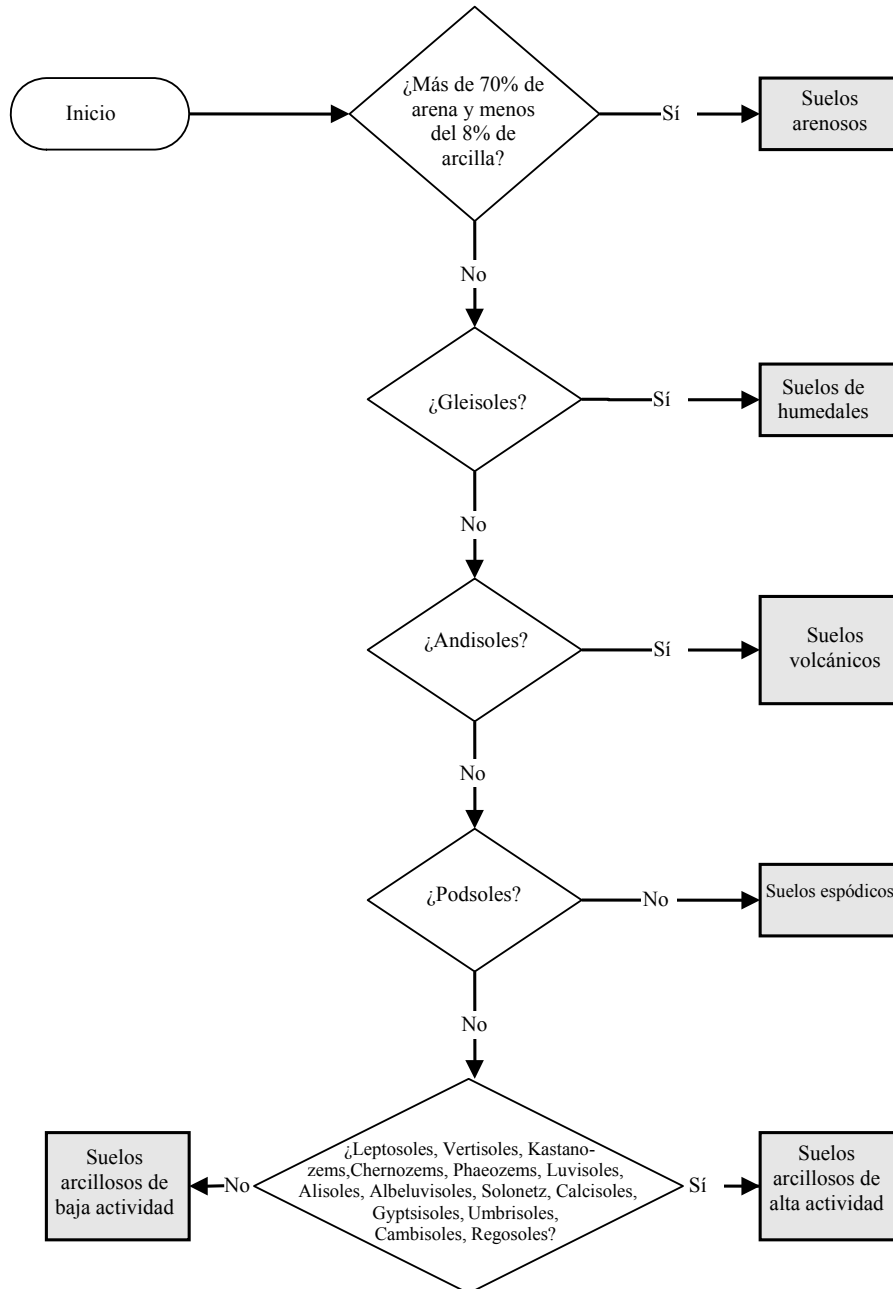 Inicio
¿Más de 70% de
arena y menos
del 8% de
arcilla?
Sí
Suelos
arenosos
No
¿Gleisoles?
Sí
Suelos de
humedales
No
¿Andisoles?
Sí
Suelos
volcánicos
No
¿Podsoles?
No
Suelos espódicos
No
¿Leptosoles, Vertisoles, Kastano-
zems,Chernozems, Phaeozems, Luvisoles,
Alisoles, Albeluvisoles, Solonetz, Calcisoles,
Gyptsisoles, Umbrisoles,
Cambisoles, Regosoles?
No
Suelos
arcillosos de
baja actividad
Sí
Suelos
arcillosos de
alta actividad